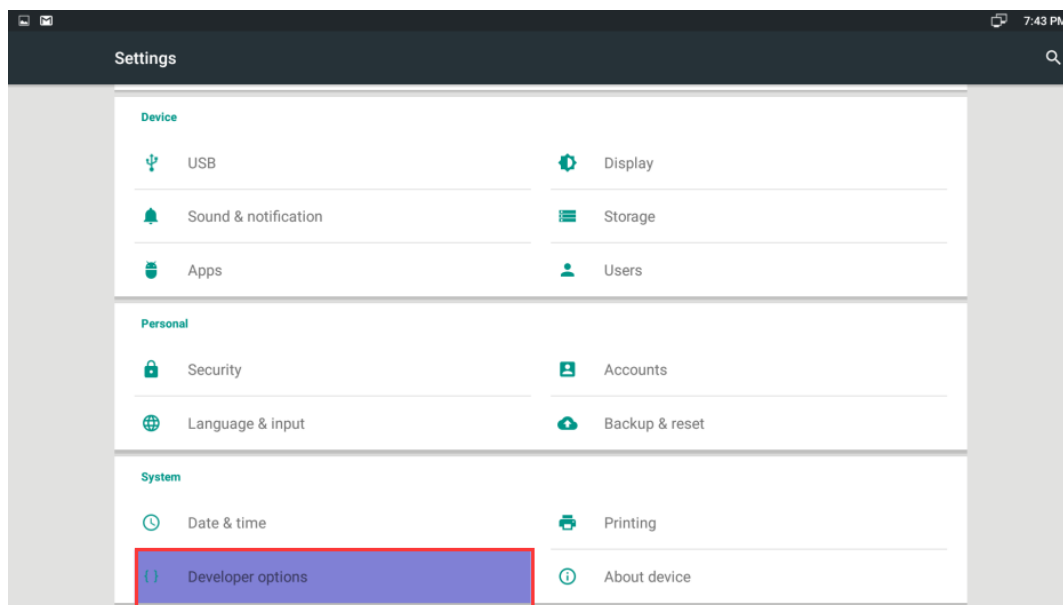 7:43 PM
Settings
Device
USB
Display
Sound & notification
Storage
Apps
Users
Personal
Security
Accounts
Language & input
Backup & reset
System
Date & time
Printing
{ } Developer options
About device